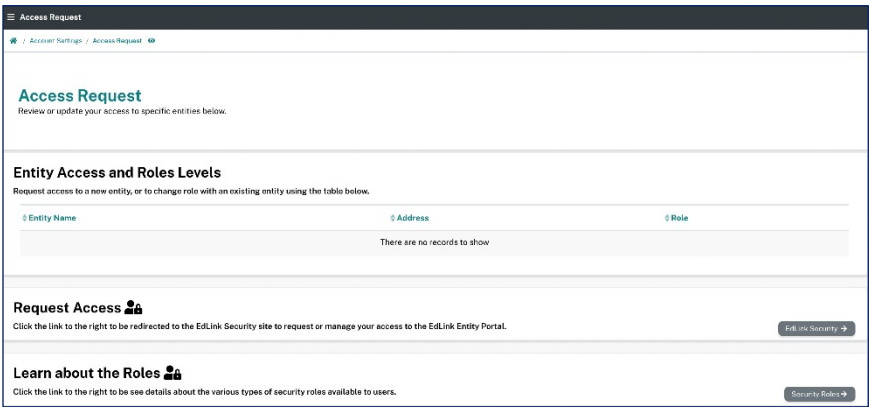 Access Request
/ Account Settings / Access Request
Access Request
Review or update your access to specific entities below.
Entity Access and Roles Levels
Request access to a new entity, or to change role with an existing entity using the table below.
Entity Name Address Role
There are no records to show
Request Access
Click the link to the right to be redirected to the EdLink Security site to request or manage your access to the EdLink Entity Portal.
EdLink Security →
Learn about the Roles
Click the link to the right to be see details about the various types of security roles available to users.
Security Roles →